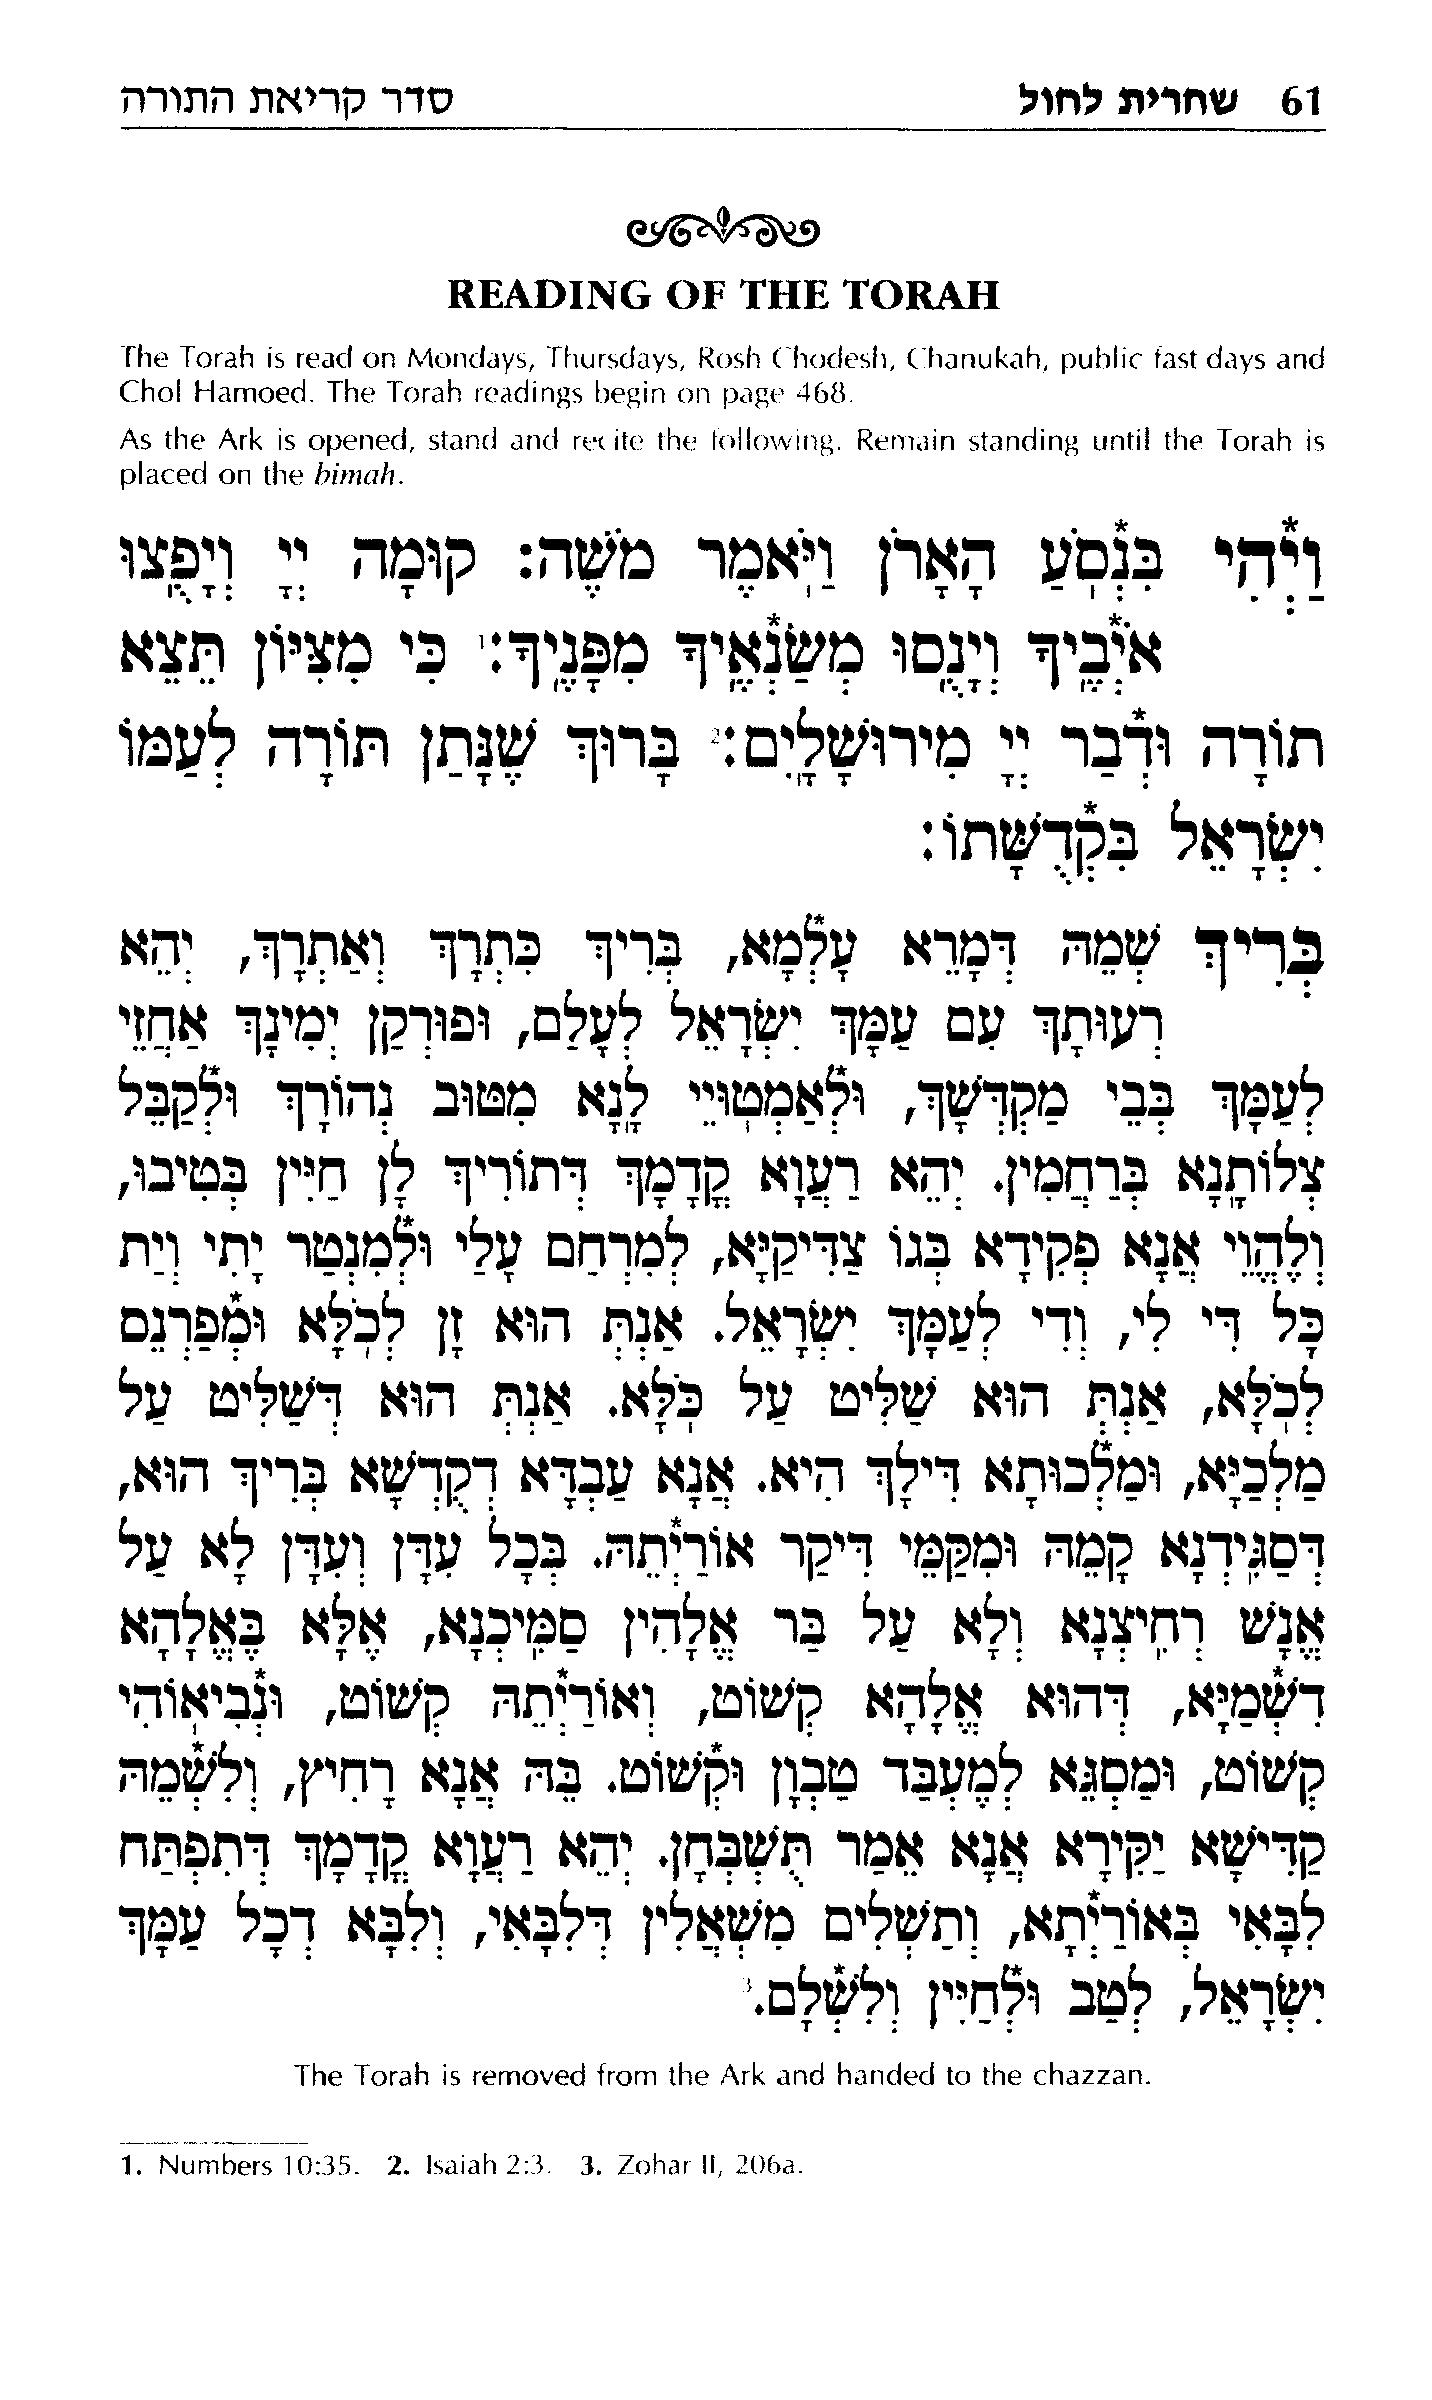 61 שחרית לחול סדר קריאת התורה
READING OF THE TORAH
The Torah is read on Mondays, Thursdays, Rosh Chodesh, Chanukah, public fast days and
Chol Hamoed. The Torah readings begin on page 468.
As the Ark is opened, stand and recite the following. Remain standing until the Torah is
placed on the bimah.
וַיְ֯הִי בִּנְ֯סֹֽעַ הָאָרֹן וַיֹּֽאמֶר מֹשֶׁה: קוּמָה יְיָ וְיָפֻֽצוּ
אֹיְ֯בֶֽיךָ וְיָנֻֽסוּ מְשַׂנְ֯אֶֽיךָ מִפָּנֶֽיךָ:¹ כִּי מִצִּיּוֹן תֵּצֵא
תוֹרָה וּדְ֯בַר יְיָ מִירוּשָׁלָֽיִם:² בָּרוּךְ שֶׁנָּתַן תּוֹרָה לְעַמּוֹ
יִשְׂרָאֵל בִּקְ֯דֻשָּׁתוֹ:
בְּרִיךְ שְׁמֵהּ דְּמָרֵא עָלְ֯מָא, בְּרִיךְ כִּתְרָךְ וְאַתְרָךְ, יְהֵא
רְעוּתָךְ עִם עַמָּךְ יִשְׂרָאֵל לְעָלַם, וּפוּרְקַן יְמִינָךְ אַחֲזֵי
לְעַמָּךְ בְּבֵי מַקְדְּשָׁךְ, וּלְ֯אַמְטֽוּיֵי לָֽנָא מִטּוּב נְהוֹרָךְ וּלְ֯קַבֵּל
צְלוֹתָֽנָא בְּרַחֲמִין. יְהֵא רַעֲוָא קֳדָמָךְ דְּתוֹרִיךְ לָן חַיִּין בְּטִיבוּ,
וְלֶהֱוֵי אֲנָא פְקִידָא בְּגוֹ צַדִּיקַיָּא, לְמִרְחַם עָלַי וּלְ֯מִנְטַר יָתִי וְיַת
כָּל דִּי לִי, וְדִי לְעַמָּךְ יִשְׂרָאֵל. אַנְתְּ הוּא זָן לְכֹֽלָּא וּמְ֯פַרְנֵס
לְכֹֽלָּא, אַנְתְּ הוּא שַׁלִּיט עַל כֹּֽלָּא. אַנְתְּ הוּא דְּשַׁלִּיט עַל
מַלְכַיָּא, וּמַלְ֯כוּתָא דִּילָךְ הִיא. אֲנָא עַבְדָּא דְקֻדְשָׁא בְּרִיךְ הוּא,
דְּסַגִּֽידְנָא קַמֵּהּ וּמִקַּמֵּי דִּיקַר אוֹרַיְ֯תֵהּ. בְּכָל עִדָּן וְעִדָּן לָא עַל
אֱנָשׁ רְחִֽיצְנָא וְלָא עַל בַּר אֱלָהִין סַמִּֽיכְנָא, אֶלָּא בֶּאֱלָהָא
דִשְׁ֯מַיָּא, דְּהוּא אֱלָהָא קְשׁוֹט, וְאוֹרַיְ֯תֵהּ קְשׁוֹט, וּנְ֯בִיאֽוֹהִי
קְשׁוֹט, וּמַסְגֵּא לְמֶעְבַּד טַבְוָן וּקְ֯שׁוֹט. בֵּהּ אֲנָא רָחִיץ, וְלִשְׁ֯מֵהּ
קַדִּישָׁא יַקִּירָא אֲנָא אֵמַר תֻּשְׁבְּחָן. יְהֵא רַעֲוָא קֳדָמָךְ דְּתִפְתַּח
לִבָּאִי בְּאוֹרַיְ֯תָא, וְתַשְׁלִים מִשְׁאֲלִין דְּלִבָּאִי, וְלִבָּא דְכָל עַמָּךְ
יִשְׂרָאֵל, לְטַב וּלְ֯חַיִּין וְלִשְׁ֯לָם.³
The Torah is removed from the Ark and handed to the chazzan.
1. Numbers 10:35. 2. Isaiah 2:3. 3. Zohar II, 206a.